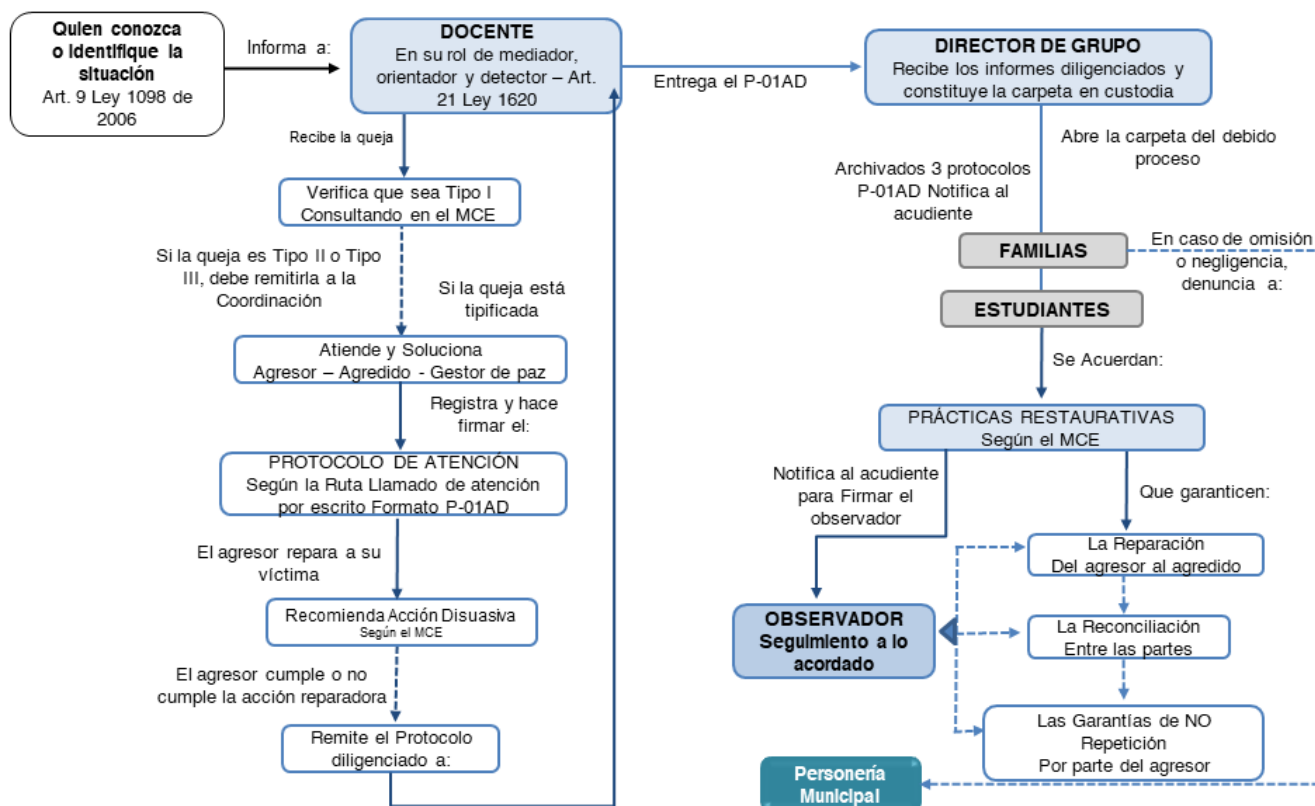 Quien conozca
o identifique la
situación
Art. 9 Ley 1098 de
2006
Informa a:
DOCENTE
En su rol de mediador,
orientador y detector – Art.
21 Ley 1620
Entrega el P-01AD
DIRECTOR DE GRUPO
Recibe los informes diligenciados y
constituye la carpeta en custodia
Recibe la queja
Verifica que sea Tipo I
Consultando en el MCE
Si la queja es Tipo II o Tipo
III, debe remitirla a la
Coordinación
Si la queja está
tipificada
Atiende y Soluciona
Agresor – Agredido - Gestor de paz
Registra y hace
firmar el:
PROTOCOLO DE ATENCIÓN
Según la Ruta Llamado de atención
por escrito Formato P-01AD
El agresor repara a su
víctima
Recomienda Acción Disuasiva
Según el MCE
El agresor cumple o no
cumple la acción reparadora
Remite el Protocolo
diligenciado a:
Abre la carpeta del debido
proceso
Archivados 3 protocolos
P-01AD Notifica al
acudiente
FAMILIAS
En caso de omisión
o negligencia,
denuncia a:
ESTUDIANTES
Se Acuerdan:
PRÁCTICAS RESTAURATIVAS
Según el MCE
Notifica al acudiente
para Firmar el
observador
Que garanticen:
La Reparación
Del agresor al agredido
OBSERVADOR
Seguimiento a lo
acordado
La Reconciliación
Entre las partes
Las Garantías de NO
Repetición
Por parte del agresor
Personería
Municipal